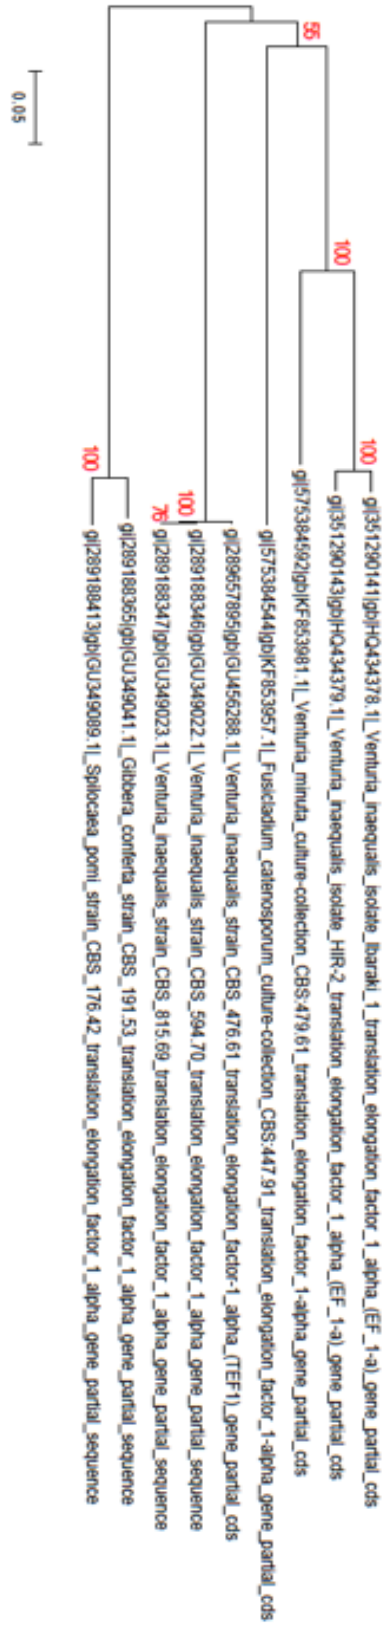 gi|351290141|gb|HQ434378.1|_Venturia_inaequalis_isolate_Ibaraki_1_translation_elongation_factor_1_alpha_(EF_1-a)_gene_partial_cds
gi|351290143|gb|HQ434379.1|_Venturia_inaequalis_isolate_HIR-2_translation_elongation_factor_1_alpha_(EF_1-a)_gene_partial_cds
gi|575384592|gb|KF853981.1|_Venturia_minuta_culture-collection_CBS:479.61_translation_elongation_factor_1-alpha_gene_partial_cds
gi|575384544|gb|KF853957.1|_Fusicladium_catenosporum_culture-collection_CBS:447.91_translation_elongation_factor_1-alpha_gene_partial_cds
gi|289657895|gb|GU456288.1|_Venturia_inaequalis_strain_CBS_476.61_translation_elongation_factor-1_alpha_(TEF1)_gene_partial_cds
gi|289188346|gb|GU349022.1|_Venturia_inaequalis_strain_CBS_594.70_translation_elongation_factor_1_alpha_gene_partial_sequence
gi|289188347|gb|GU349023.1|_Venturia_inaequalis_strain_CBS_815.69_translation_elongation_factor_1_alpha_gene_partial_sequence
gi|289188365|gb|GU349041.1|_Gibbera_conferta_strain_CBS_191.53_translation_elongation_factor_1_alpha_gene_partial_sequence
gi|289188413|gb|GU349089.1|_Spilocaea_pomi_strain_CBS_176.42_translation_elongation_factor_1_alpha_gene_partial_sequence
100
100
55
100
76
100
0.05